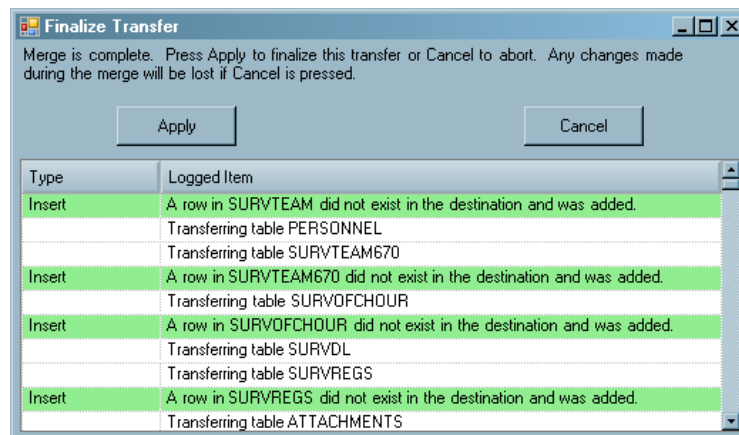 Finalize Transfer
Merge is complete. Press Apply to finalize this transfer or Cancel to abort. Any changes made
during the merge will be lost if Cancel is pressed.
Apply
Cancel
Type
Logged Item
Insert
A row in SURVTEAM did not exist in the destination and was added.
Transferring table PERSONNEL
Transferring table SURVTEAM670
Insert
A row in SURVTEAM670 did not exist in the destination and was added.
Transferring table SURVOFCHOUR
Insert
A row in SURVOFCHOUR did not exist in the destination and was added.
Transferring table SURVDL
Transferring table SURVREGS
Insert
A row in SURVREGS did not exist in the destination and was added.
Transferring table ATTACHMENTS